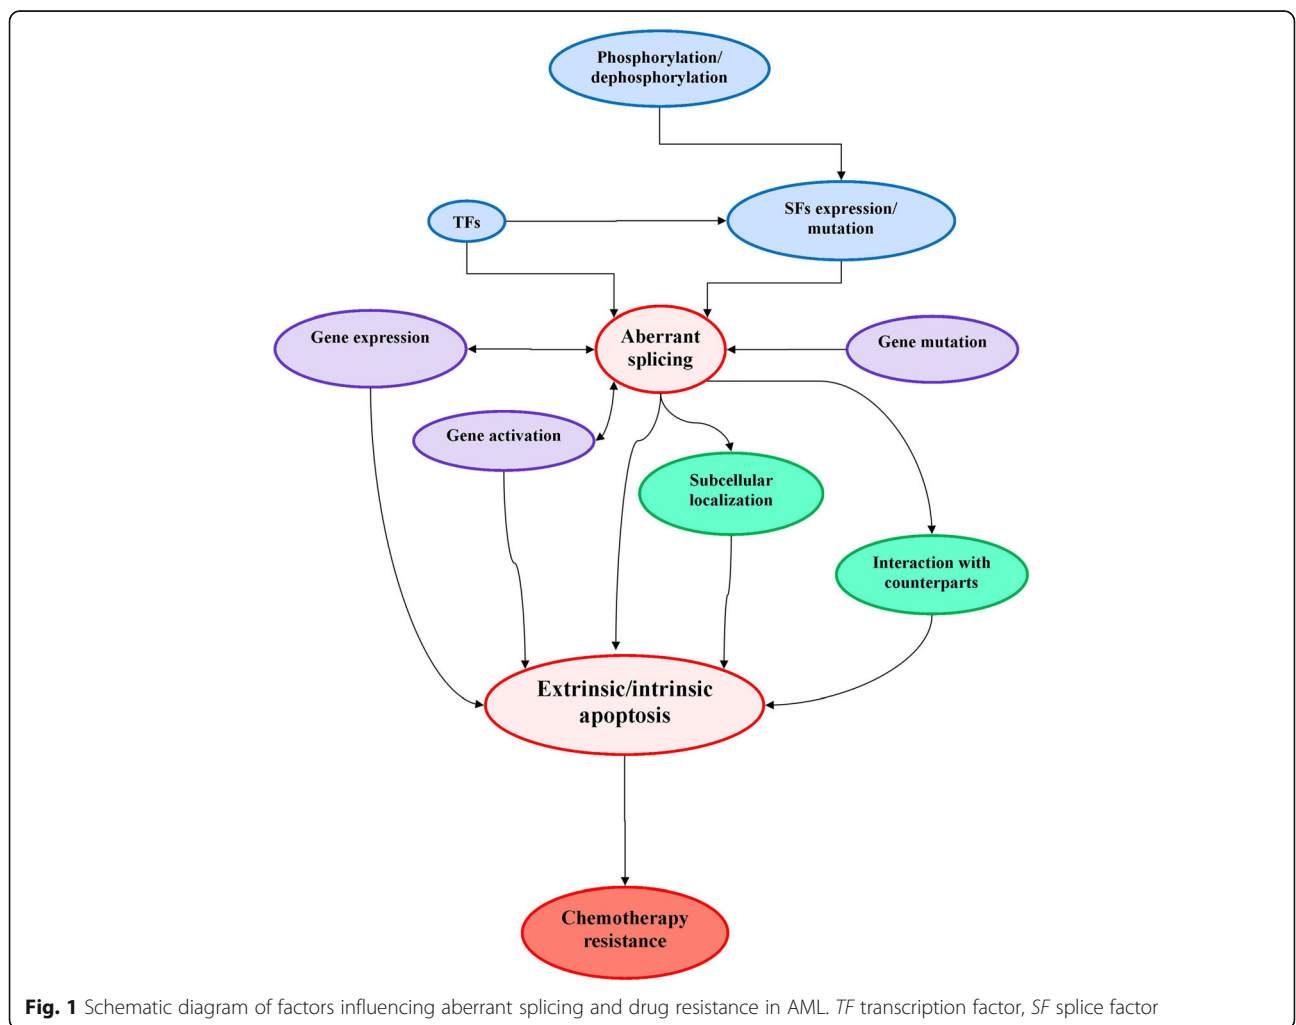 Phosphorylation/
dephosphorylation
SFs expression/
mutation
TFs
Gene expression
Aberrant
splicing
Gene mutation
Gene activation
Subcellular
localization
Interaction with
counterparts
Extrinsic/intrinsic
apoptosis
Chemotherapy
resistance
Fig. 1 Schematic diagram of factors influencing aberrant splicing and drug resistance in AML. TF transcription factor, SF splice factor